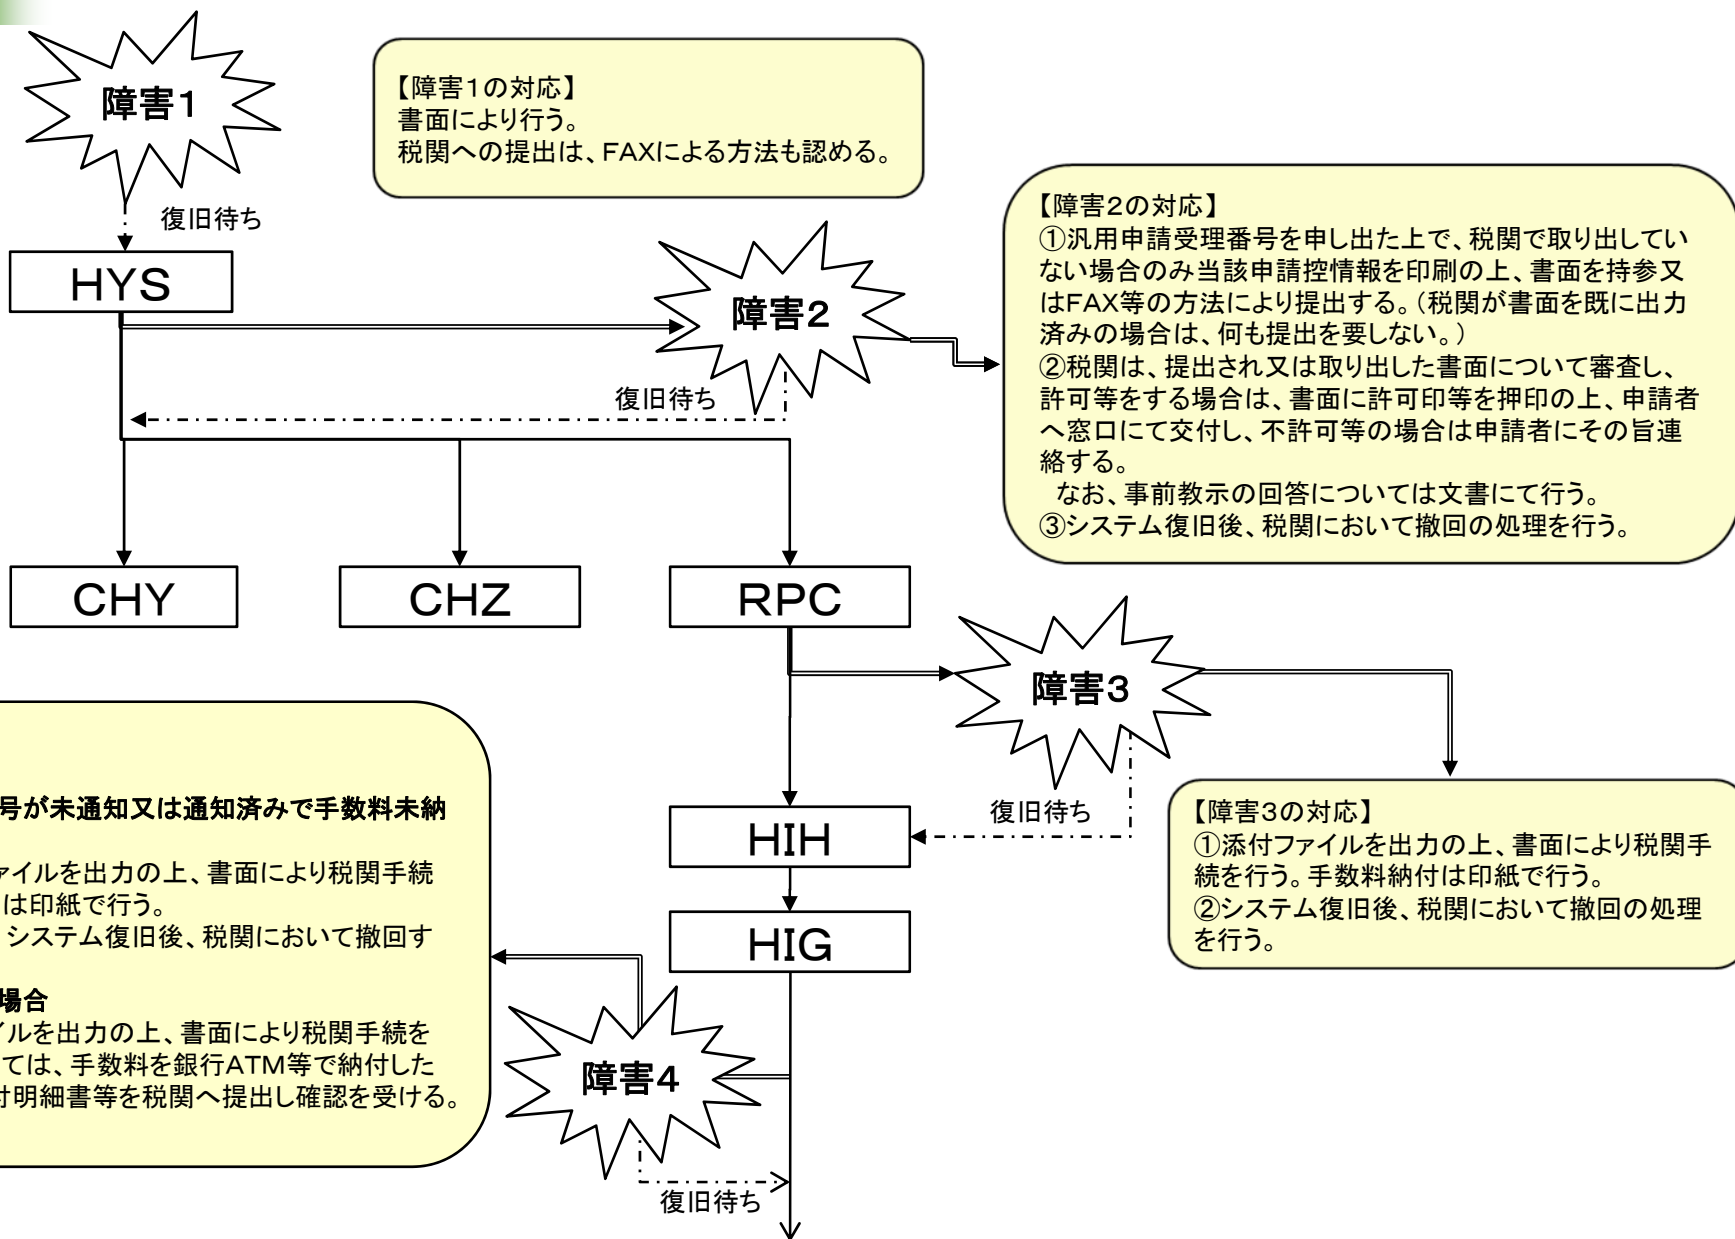 障害1
【障害1の対応】
書面により行う。
税関への提出は、FAXによる方法も認める。
復旧待ち
HYS
障害2
【障害2の対応】
①汎用申請受理番号を申し出た上で、税関で取り出してい
ない場合のみ当該申請控情報を印刷の上、書面を持参又
はFAX等の方法により提出する。(税関が書面を既に出力
済みの場合は、何も提出を要しない。)
②税関は、提出され又は取り出した書面について審査し、
許可等をする場合は、書面に許可印等を押印の上、申請者
へ窓口にて交付し、不許可等の場合は申請者にその旨連
絡する。
なお、事前教示の回答については文書にて行う。
③システム復旧後、税関において撤回の処理を行う。
復旧待ち
CHY
CHZ
RPC
障害3
【障害3の対応】
①添付ファイルを出力の上、書面により税関手
続を行う。手数料納付は印紙で行う。
②システム復旧後、税関において撤回の処理
を行う。
復旧待ち
HIH
HIG
号が未通知又は通知済みで手数料未納
ァイルを出力の上、書面により税関手続
は印紙で行う。
システム復旧後、税関において撤回す
場合
イルを出力の上、書面により税関手続を
ては、手数料を銀行ATM等で納付した
付明細書等を税関へ提出し確認を受ける。
障害4
復旧待ち